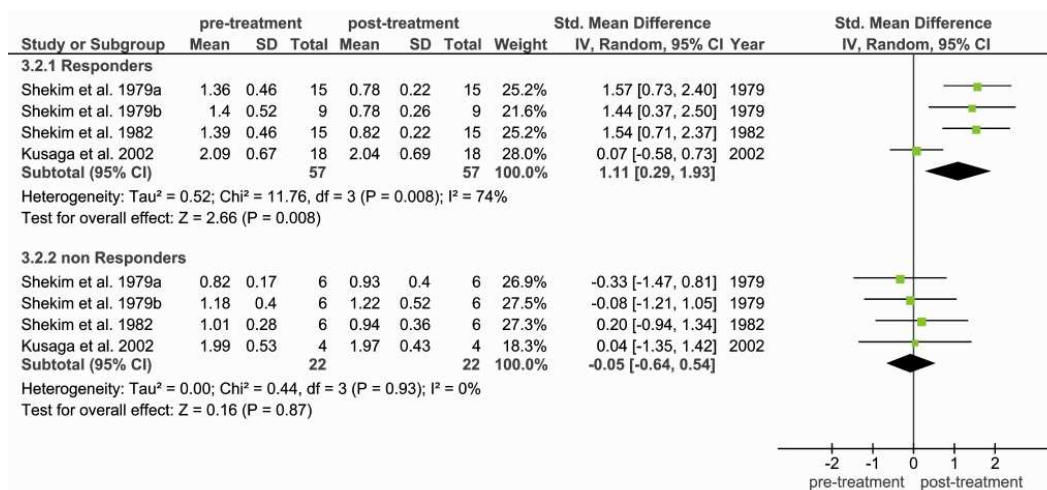 pre-treatment post-treatment Std. Mean Difference Std. Mean Difference
Study or Subgroup Mean SD Total Mean SD Total Weight IV, Random, 95% CI Year IV, Random, 95% CI
3.2.1 Responders
Shekim et al. 1979a 1.36 0.46 15 0.78 0.22 15 25.2% 1.57 [0.73, 2.40] 1979
Shekim et al. 1979b 1.4 0.52 9 0.78 0.26 9 21.6% 1.44 [0.37, 2.50] 1979
Shekim et al. 1982 1.39 0.46 15 0.82 0.22 15 25.2% 1.54 [0.71, 2.37] 1982
Kusaga et al. 2002 2.09 0.67 18 2.04 0.69 18 28.0% 0.07 [-0.58, 0.73] 2002
Subtotal (95% CI) 57 57 100.0% 1.11 [0.29, 1.93]
Heterogeneity: Tau² = 0.52; Chi² = 11.76, df = 3 (P = 0.008); I² = 74%
Test for overall effect: Z = 2.66 (P = 0.008)
3.2.2 non Responders
Shekim et al. 1979a 0.82 0.17 6 0.93 0.4 6 26.9% -0.33 [-1.47, 0.81] 1979
Shekim et al. 1979b 1.18 0.4 6 1.22 0.52 6 27.5% -0.08 [-1.21, 1.05] 1979
Shekim et al. 1982 1.01 0.28 6 0.94 0.36 6 27.3% 0.20 [-0.94, 1.34] 1982
Kusaga et al. 2002 1.99 0.53 4 1.97 0.43 4 18.3% 0.04 [-1.35, 1.42] 2002
Subtotal (95% CI) 22 22 100.0% -0.05 [-0.64, 0.54]
Heterogeneity: Tau² = 0.00; Chi² = 0.44, df = 3 (P = 0.93); I² = 0%
Test for overall effect: Z = 0.16 (P = 0.87)
-2 -1 0 1 2
pre-treatment post-treatment